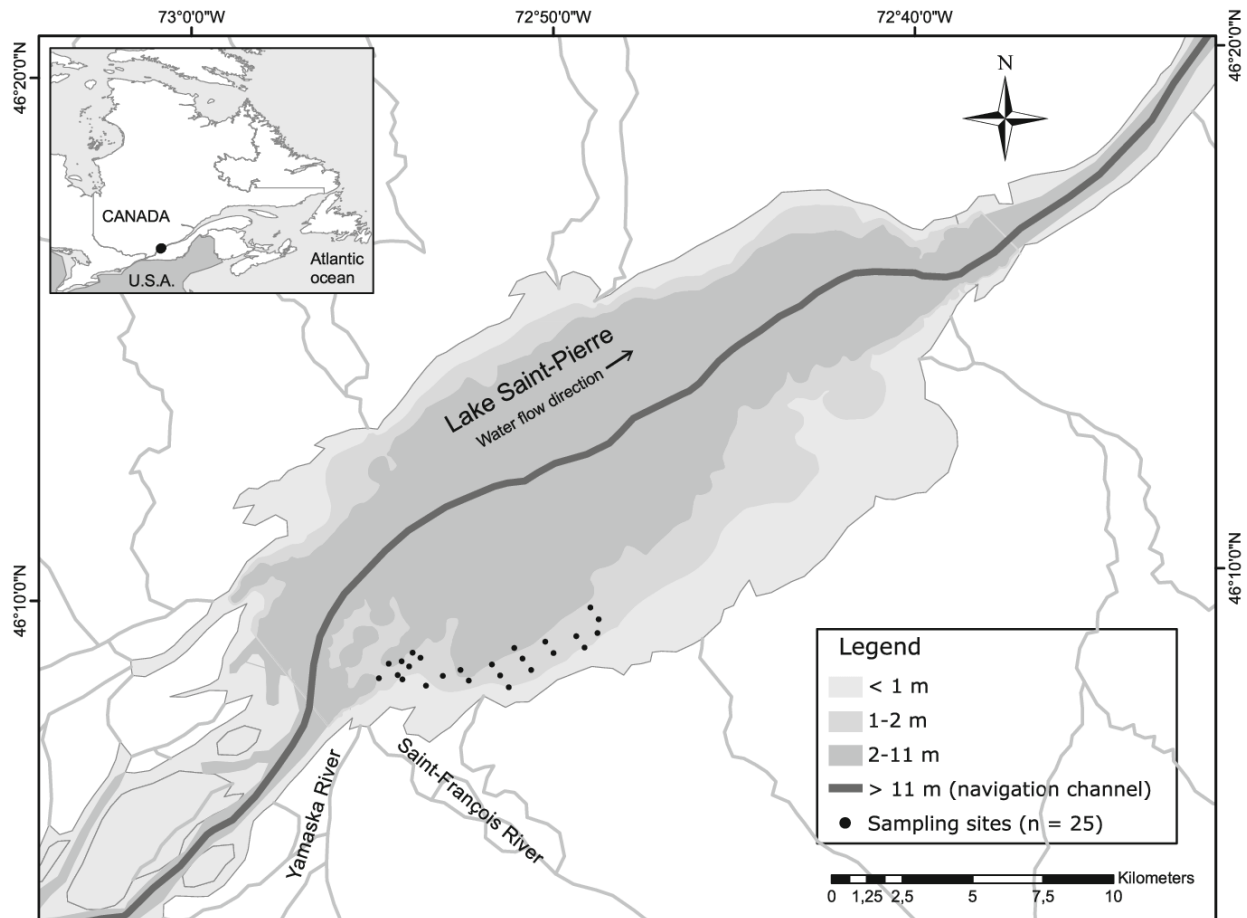 73°0'0"W
72°50'0"W
72°40'0"W
46°20'0"N
46°20'0"N
N
CANADA
U.S.A.
Atlantic
ocean
Lake Saint-Pierre
Water flow direction
46°10'0"N
46°10'0"N
Yamaska River
Saint-François River
Legend
< 1 m
1-2 m
2-11 m
> 11 m (navigation channel)
Sampling sites (n = 25)
Kilometers
0 1,25 2,5 5 7,5 10